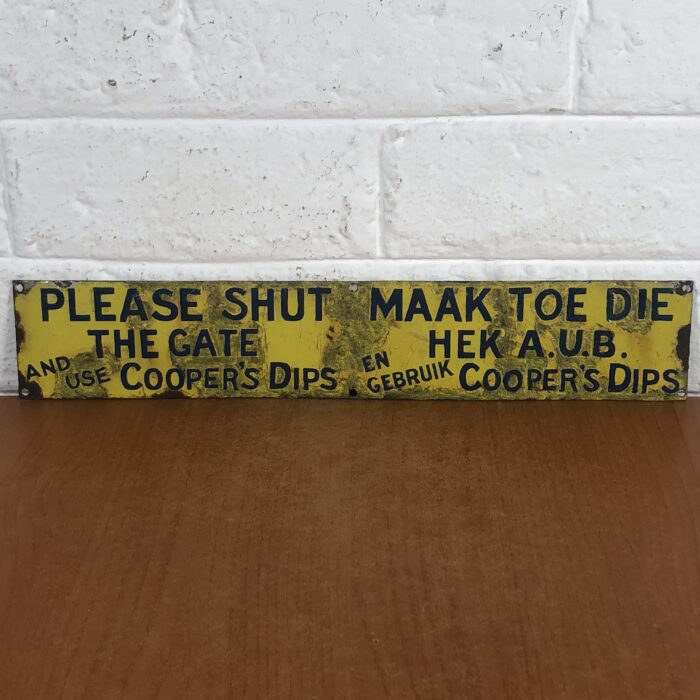 PLEASE SHUT
THE GATE
AND USE COOPER'S DIPS
MAAK TOE DIE
HEK A.U.B.
EN GEBRUIK COOPER'S DIPS